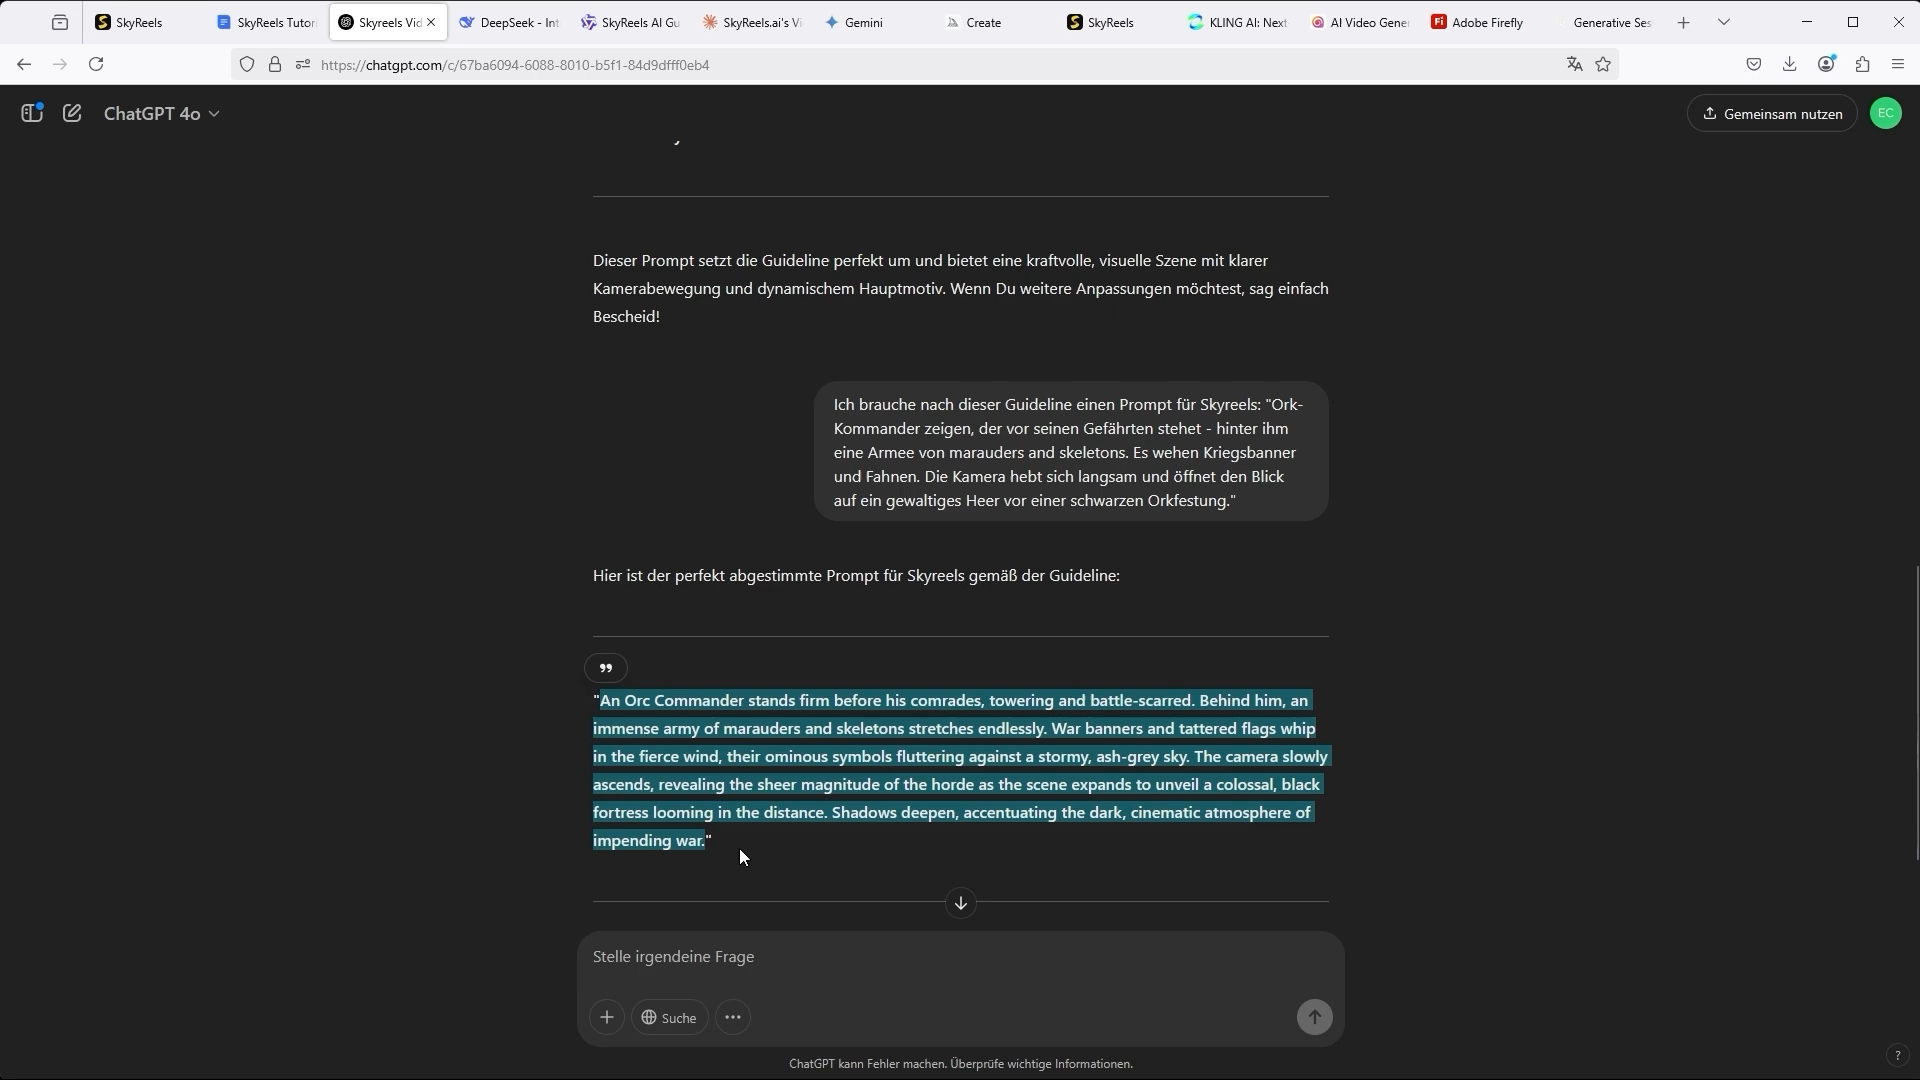 SkyReels
SkyReels Tutori
Skyreels Vid
DeepSeek - Int
SkyReels AI Gu
SkyReels.ai's Vi
Gemini
Create
SkyReels
KLING AI: Next
AI Video Gener
Adobe Firefly
Generative Ses
https://chatgpt.com/c/67ba6094-6088-8010-b5f1-84d9dfff0eb4
ChatGPT 4o
Gemeinsam nutzen
EC
Dieser Prompt setzt die Guideline perfekt um und bietet eine kraftvolle, visuelle Szene mit klarer
Kamerabewegung und dynamischem Hauptmotiv. Wenn Du weitere Anpassungen möchtest, sag einfach
Bescheid!
Ich brauche nach dieser Guideline einen Prompt für Skyreels: "Ork-
Kommander zeigen, der vor seinen Gefährten stehet - hinter ihm
eine Armee von marauders and skeletons. Es wehen Kriegsbanner
und Fahnen. Die Kamera hebt sich langsam und öffnet den Blick
auf ein gewaltiges Heer vor einer schwarzen Orkfestung."
Hier ist der perfekt abgestimmte Prompt für Skyreels gemäß der Guideline:
"An Orc Commander stands firm before his comrades, towering and battle-scarred. Behind him, an
immense army of marauders and skeletons stretches endlessly. War banners and tattered flags whip
in the fierce wind, their ominous symbols fluttering against a stormy, ash-grey sky. The camera slowly
ascends, revealing the sheer magnitude of the horde as the scene expands to unveil a colossal, black
fortress looming in the distance. Shadows deepen, accentuating the dark, cinematic atmosphere of
impending war."
Stelle irgendeine Frage
Suche
ChatGPT kann Fehler machen. Überprüfe wichtige Informationen.
?